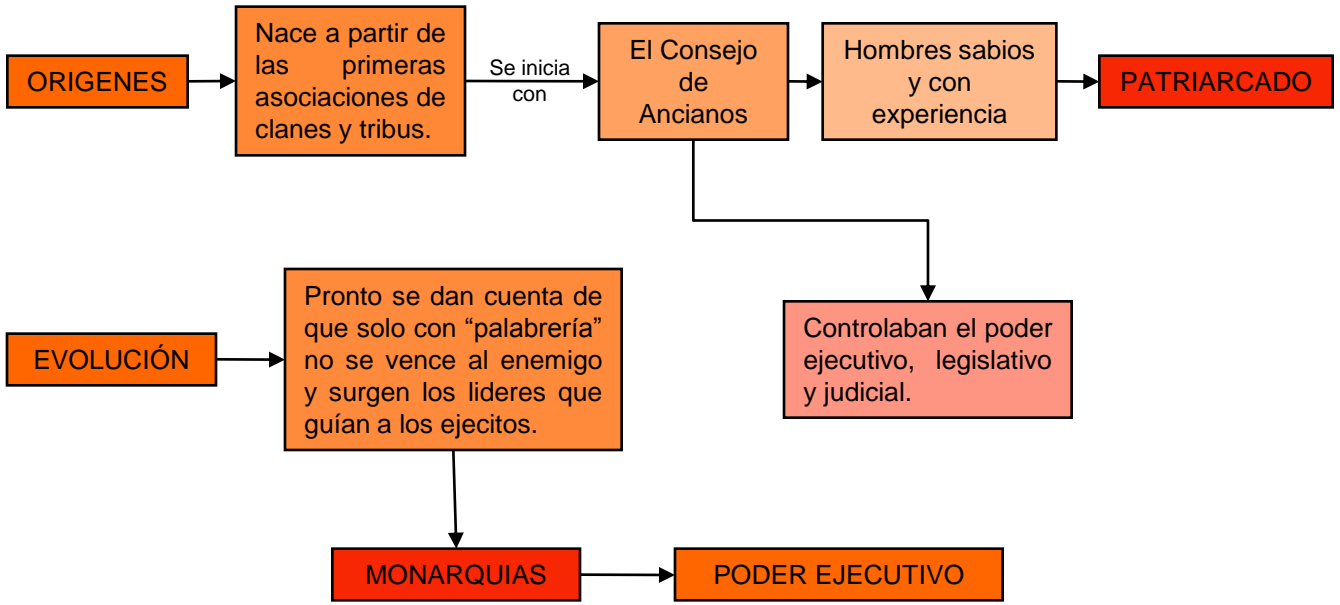 ORIGENES
Nace a partir de
las primeras
asociaciones de
clanes y tribus.
Se inicia
con
El Consejo
de
Ancianos
Hombres sabios
y con
experiencia
PATRIARCADO
Controlaban el poder
ejecutivo, legislativo
y judicial.
EVOLUCIÓN
Pronto se dan cuenta de
que solo con “palabrería”
no se vence al enemigo
y surgen los lideres que
guían a los ejecitos.
MONARQUIAS
PODER EJECUTIVO